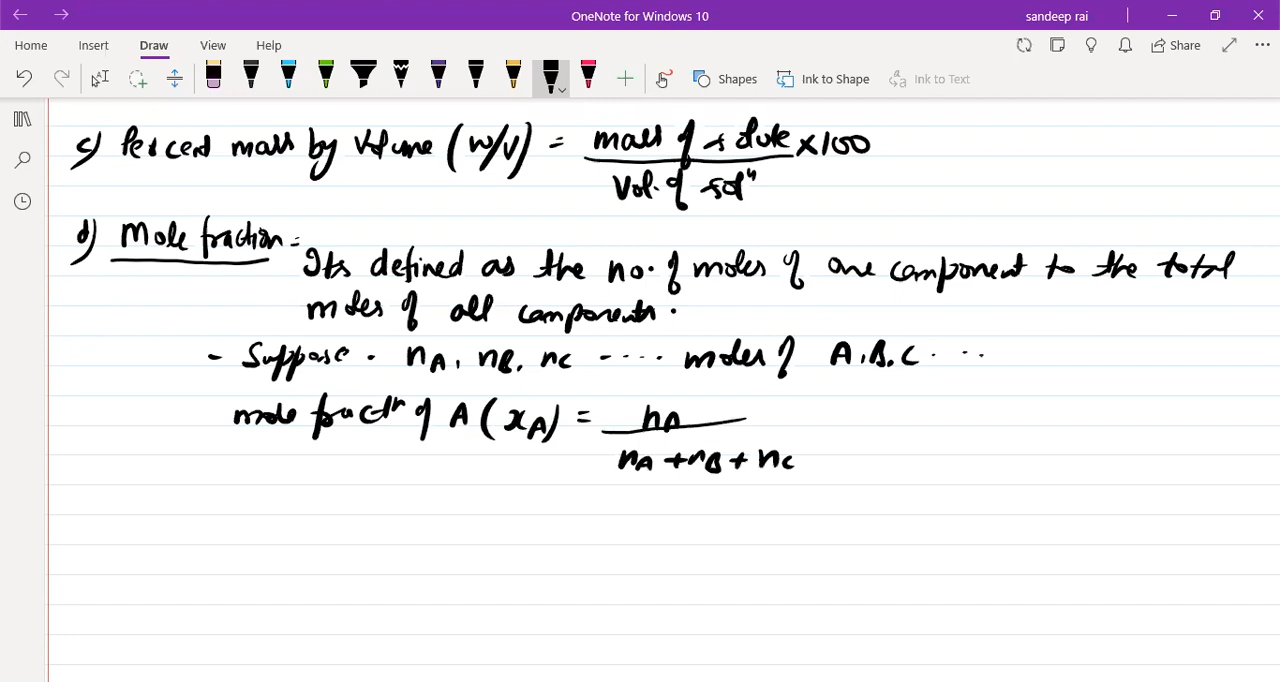 OneNote for Windows 10
sandeep rai
Home Insert Draw View Help
Share
Shapes Ink to Shape Ink to Text
c) Percent mass by Volume (W/V) = mass of solute × 100
Vol. of solⁿ
d) Mole fraction =
Its defined as the no. of moles of one component to the total
moles of all components.
- Suppose . nA, nB, nC ..... moles of A, B, C . ...
mole fractn of A (xA) = nA
nA + nB + nC